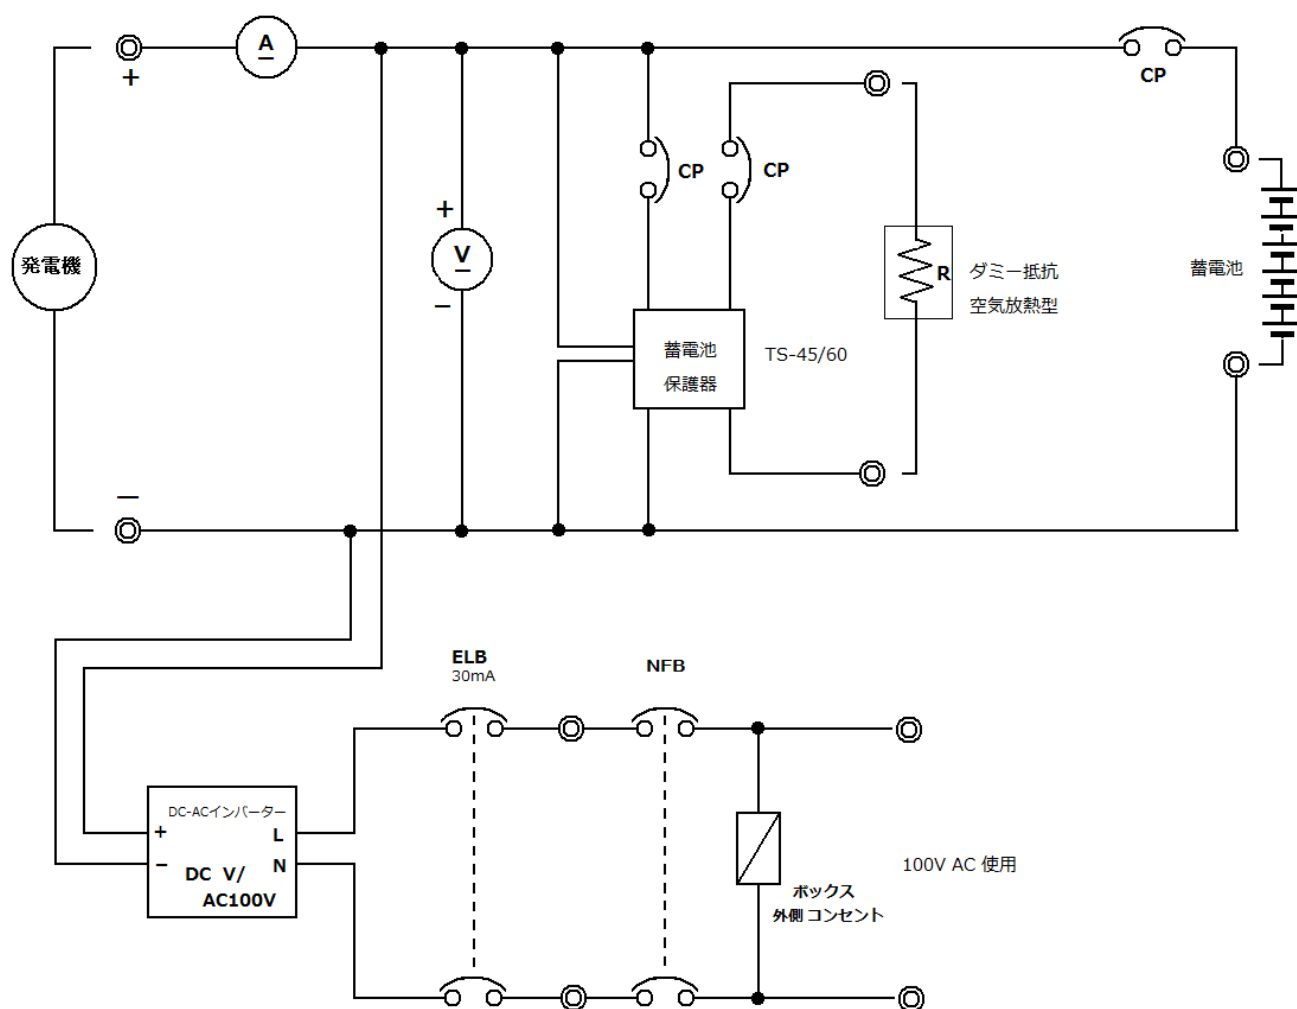 A
+
CP
CP
CP
+
V
−
発電機
R
ダミー抵抗
空気放熱型
蓄電池
蓄電池
保護器
TS-45/60
−
ELB
30mA
NFB
DC-ACインバーター
+
L
−
N
DC V/
AC100V
ボックス
外側 コンセント
100V AC 使用